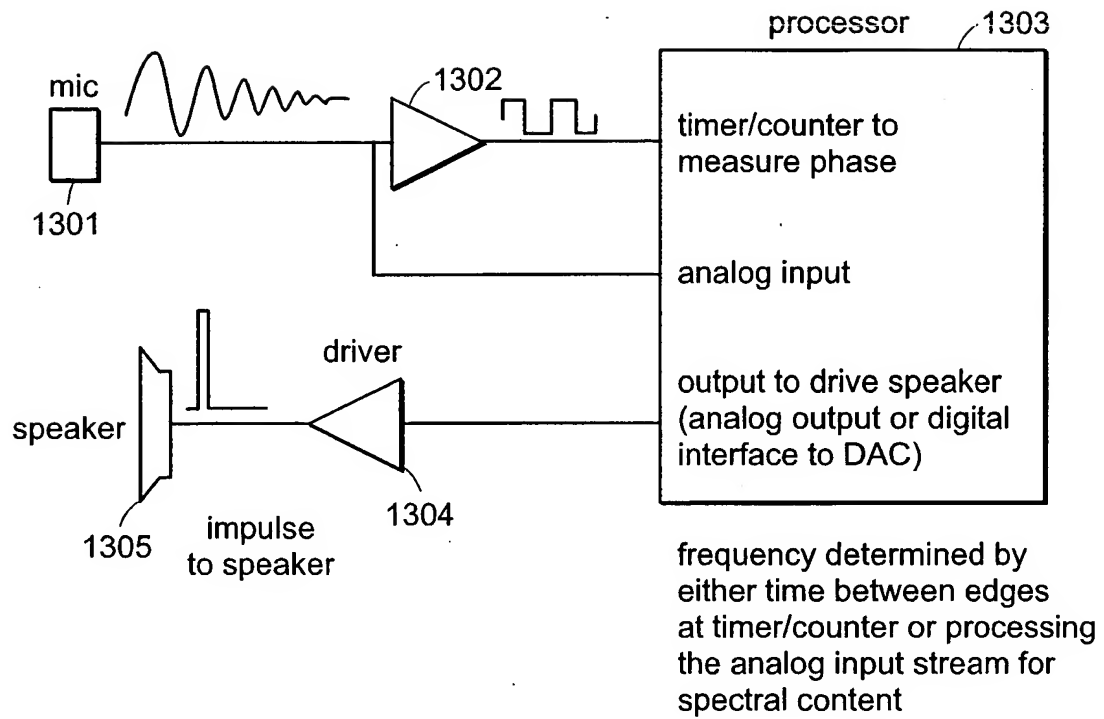 processor
1303
mic
1302
1301
timer/counter to
measure phase
analog input
driver
speaker
output to drive speaker
(analog output or digital
interface to DAC)
1304
1305
impulse
to speaker
frequency determined by
either time between edges
at timer/counter or processing
the analog input stream for
spectral content